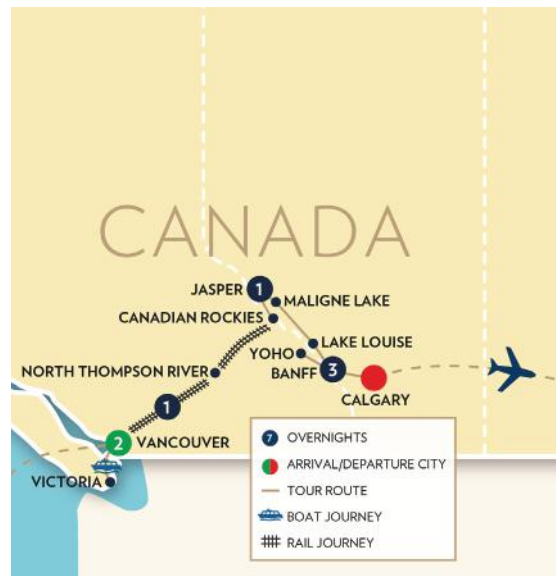 CANADA
JASPER 1
MALIGNE LAKE
CANADIAN ROCKIES
LAKE LOUISE
YOHO
BANFF 3
CALGARY
NORTH THOMPSON RIVER
1
2 VANCOUVER
VICTORIA
7 OVERNIGHTS
ARRIVAL/DEPARTURE CITY
TOUR ROUTE
BOAT JOURNEY
RAIL JOURNEY